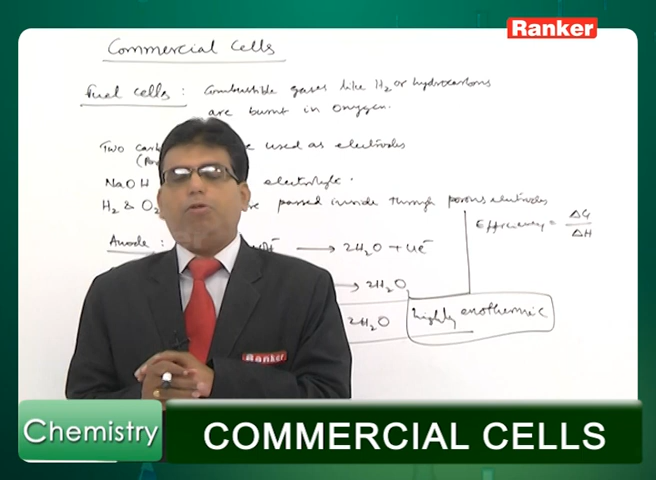 Ranker
Commercial Cells
Fuel cells : Combustible gases like H2 or hydrocarbons
are burnt in oxygen.
Two used as electrodes
NaOH electrolyte.
H2 & O2 are passed inside through porous electrodes
Efficiency = ΔG
ΔH
Anode : → 2H2O + 4e-
→ 2H2O
2H2O highly exothermic
Ranker
Chemistry COMMERCIAL CELLS